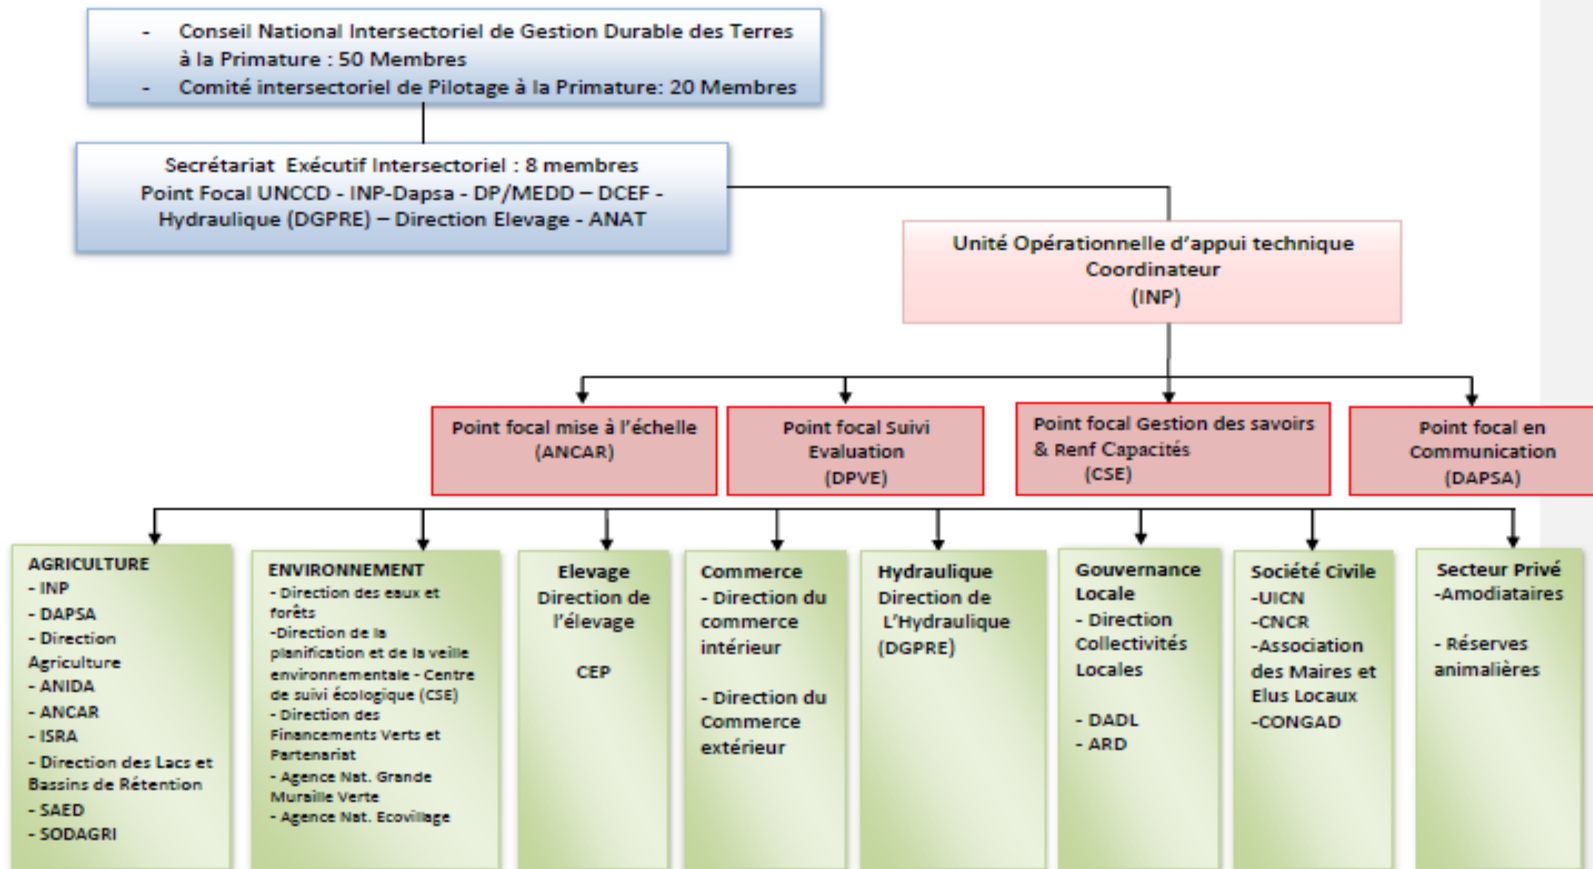 - Conseil National Intersectoriel de Gestion Durable des Terres
à la Primature : 50 Membres
- Comité intersectoriel de Pilotage à la Primature: 20 Membres
Secrétariat Exécutif Intersectoriel : 8 membres
Point Focal UNCCD - INP-Dapsa - DP/MEDD – DCEF -
Hydraulique (DGPRE) – Direction Elevage - ANAT
Unité Opérationnelle d'appui technique
Coordinateur
(INP)
Point focal mise à l'échelle
(ANCAR)
Point focal Suivi
Evaluation
(DPVE)
Point focal Gestion des savoirs
& Renf Capacités
(CSE)
Point focal en
Communication
(DAPSA)
AGRICULTURE
- INP
- DAPSA
- Direction
Agriculture
- ANIDA
- ANCAR
- ISRA
- Direction des Lacs et
Bassins de Rétention
- SAED
- SODAGRI
ENVIRONNEMENT
- Direction des eaux et
forêts
-Direction de la
planification et de la veille
environnementale - Centre
de suivi écologique (CSE)
- Direction des
Financements Verts et
Partenariat
- Agence Nat. Grande
Muraille Verte
- Agence Nat. Ecovillage
Elevage
Direction de
l'élevage
CEP
Commerce
- Direction du
commerce
intérieur
- Direction du
Commerce
extérieur
Hydraulique
Direction de
L'Hydraulique
(DGPRE)
Gouvernance
Locale
- Direction
Collectivités
Locales
- DADL
- ARD
Société Civile
-UICN
-CNCR
-Association
des Maires et
Elus Locaux
-CONGAD
Secteur Privé
-Amodiataires
- Réserves
animalières